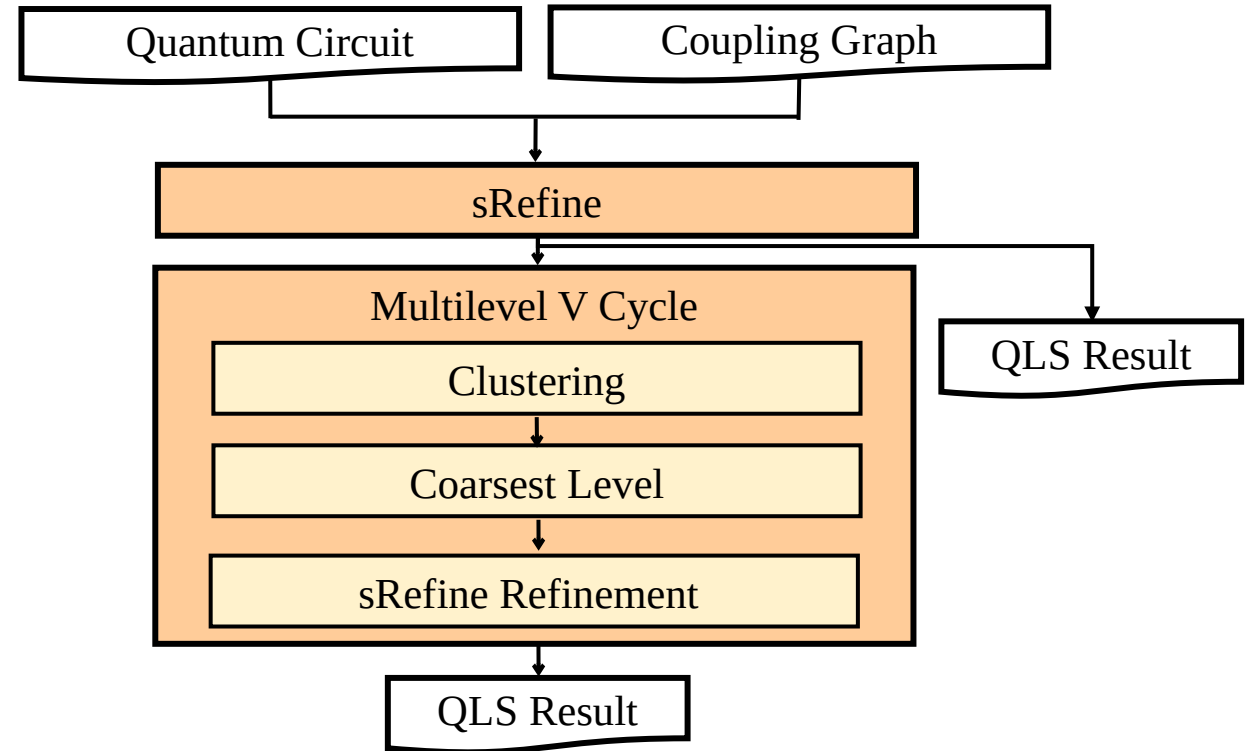 Quantum Circuit
Coupling Graph
sRefine
Multilevel V Cycle
Clustering
Coarsest Level
sRefine Refinement
QLS Result
QLS Result